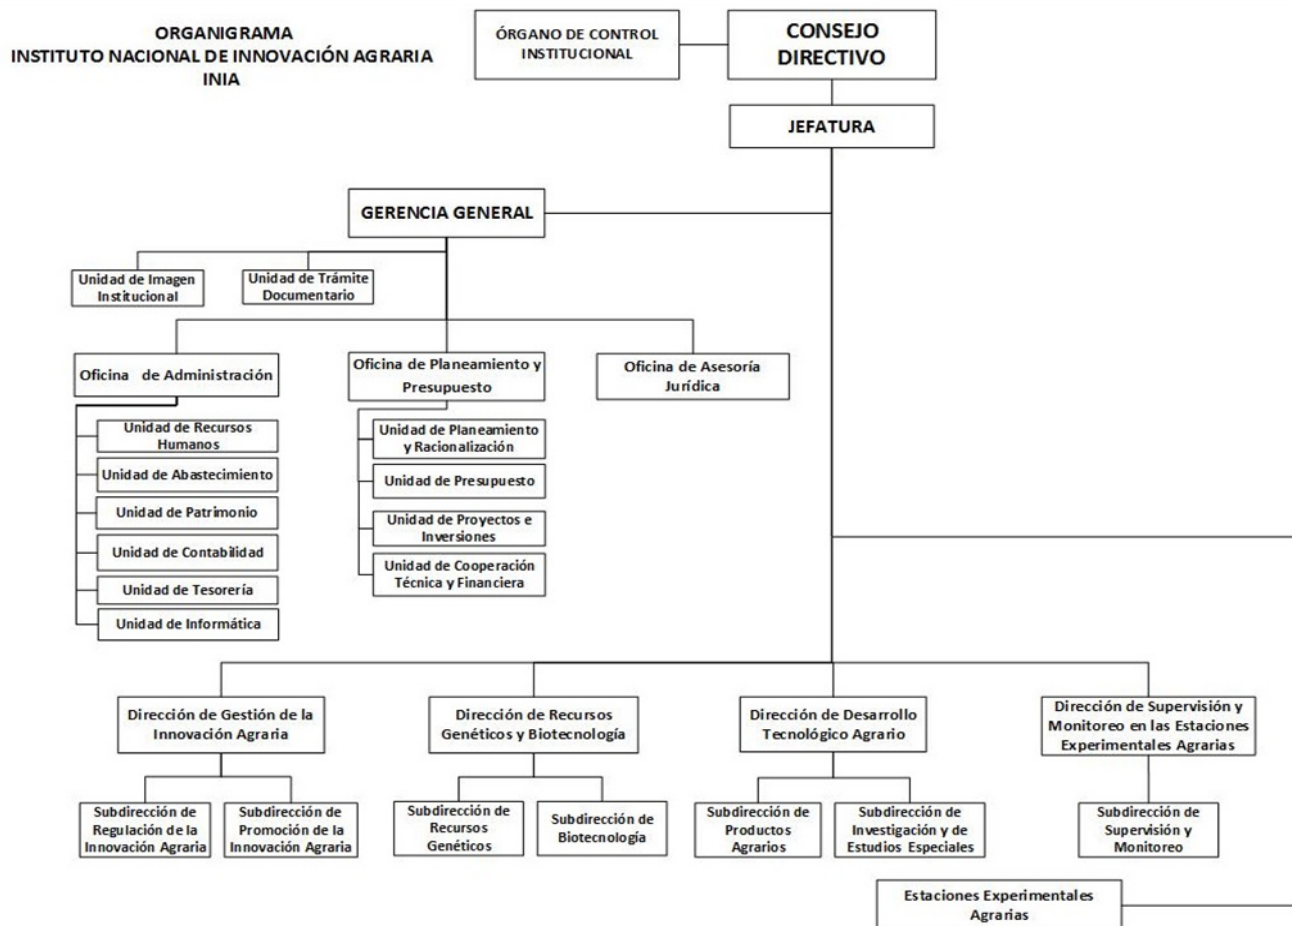 ORGANIGRAMA
INSTITUTO NACIONAL DE INNOVACIÓN AGRARIA
INIA
ÓRGANO DE CONTROL
INSTITUCIONAL
CONSEJO
DIRECTIVO
JEFATURA
GERENCIA GENERAL
Unidad de Imagen
Institucional
Unidad de Trámite
Documentario
Oficina de Administración
Oficina de Planeamiento y
Presupuesto
Oficina de Asesoría
Jurídica
Unidad de Recursos
Humanos
Unidad de Abastecimiento
Unidad de Patrimonio
Unidad de Contabilidad
Unidad de Tesorería
Unidad de Informática
Unidad de Planeamiento
y Racionalización
Unidad de Presupuesto
Unidad de Proyectos e
Inversiones
Unidad de Cooperación
Técnica y Financiera
Dirección de Gestión de la
Innovación Agraria
Dirección de Recursos
Genéticos y Biotecnología
Dirección de Desarrollo
Tecnológico Agrario
Dirección de Supervisión y
Monitoreo en las Estaciones
Experimentales Agrarias
Subdirección de
Regulación de la
Innovación Agraria
Subdirección de
Promoción de la
Innovación Agraria
Subdirección de
Recursos
Genéticos
Subdirección de
Biotecnología
Subdirección de
Productos
Agrarios
Subdirección de
Investigación y de
Estudios Especiales
Subdirección de
Supervisión y
Monitoreo
Estaciones Experimentales
Agrarias